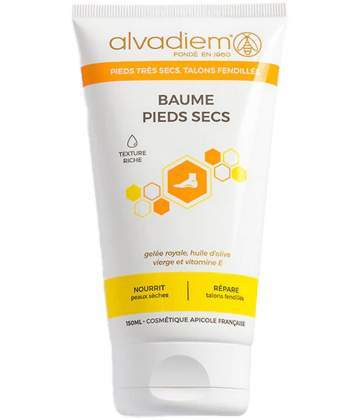 alvadiem®
FONDÉ EN 1960
PIEDS TRÈS SECS, TALONS FENDILLÉS
BAUME
PIEDS SECS
TEXTURE
RICHE
gelée royale, huile d'olive
vierge et vitamine E
NOURRIT
peaux sèches
RÉPARE
talons fendillés
150ML • COSMÉTIQUE APICOLE FRANÇAISE